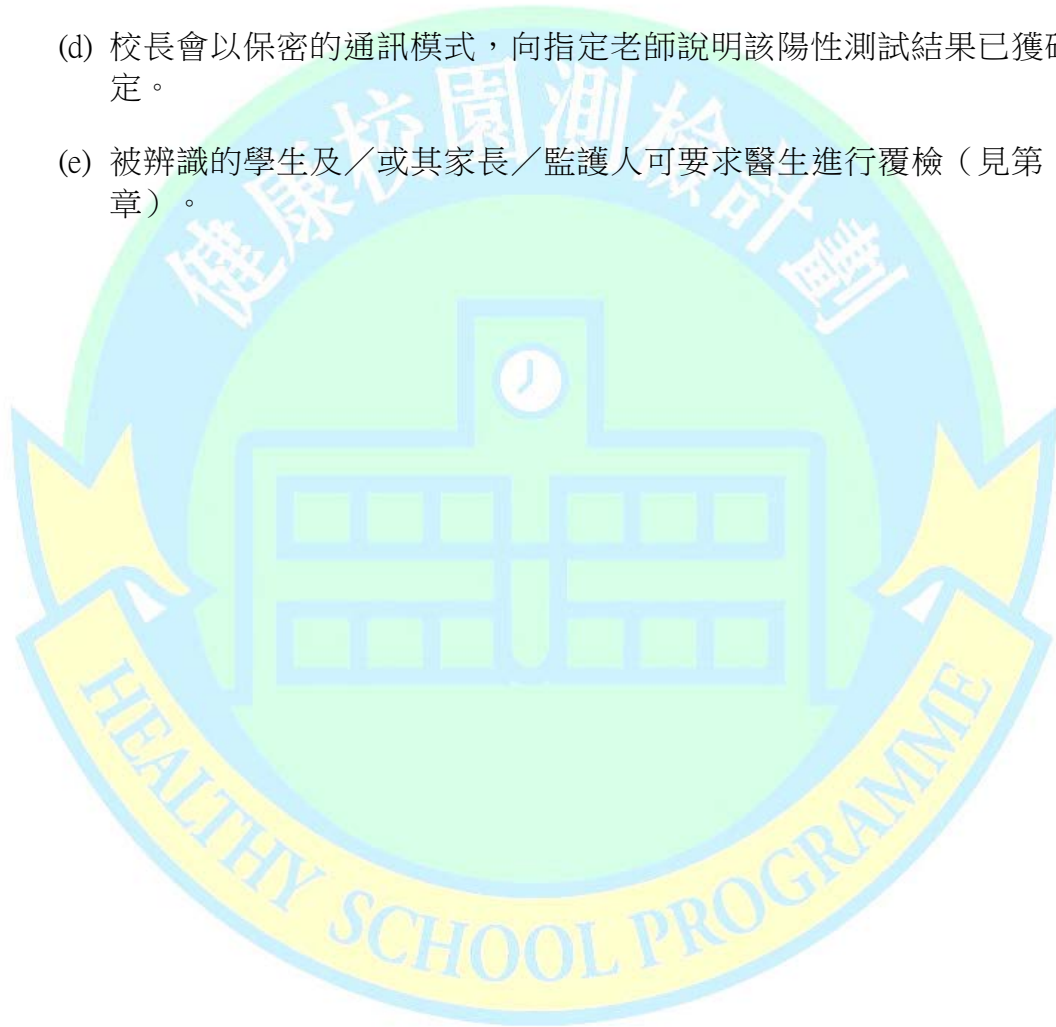 (d) 校長會以保密的通訊模式，向指定老師說明該陽性測試結果已獲
定。
(e) 被辨識的學生及／或其家長／監護人可要求醫生進行覆檢（見第
章）。
健康校園測檢計劃
HEALTHY SCHOOL PROGRAMME